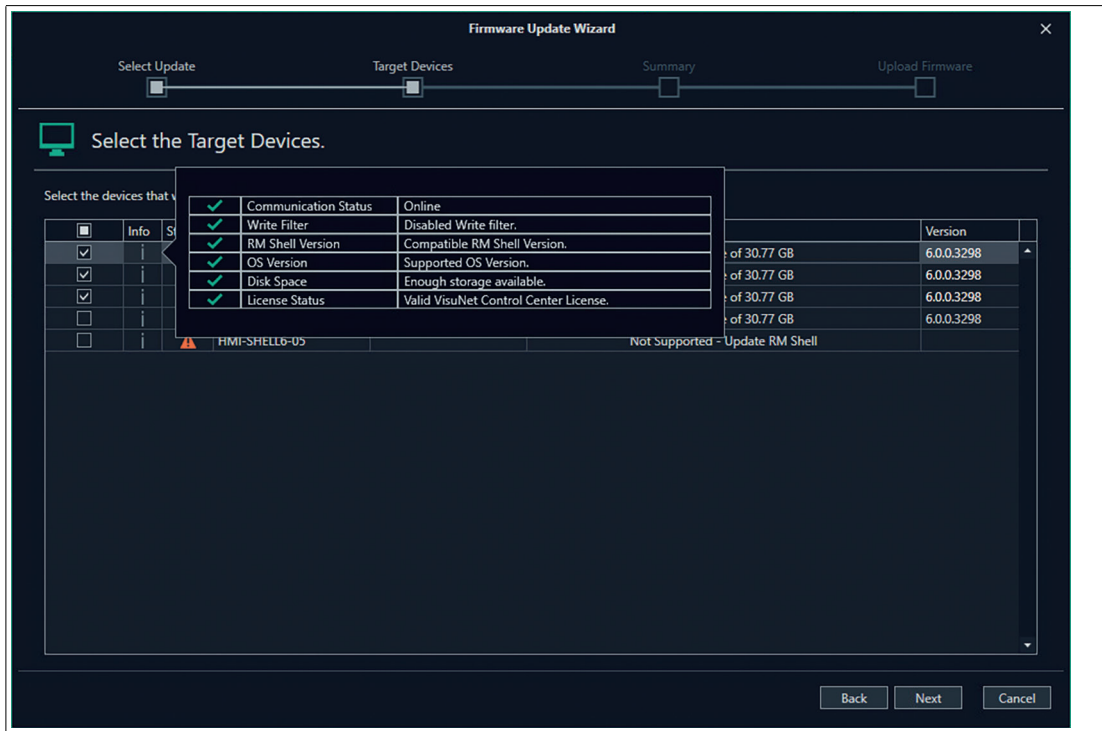 Firmware Update Wizard
Select Update Target Devices Summary Upload Firmware
Select the Target Devices.
Select the devices that
Communication Status Online
Write Filter Disabled Write filter.
RM Shell Version Compatible RM Shell Version.
OS Version Supported OS Version.
Disk Space Enough storage available.
License Status Valid VisuNet Control Center License.
Info Version
of 30.77 GB 6.0.0.3298
of 30.77 GB 6.0.0.3298
of 30.77 GB 6.0.0.3298
of 30.77 GB 6.0.0.3298
HMI-SHELL6-05 Not Supported - Update RM Shell
Back Next Cancel